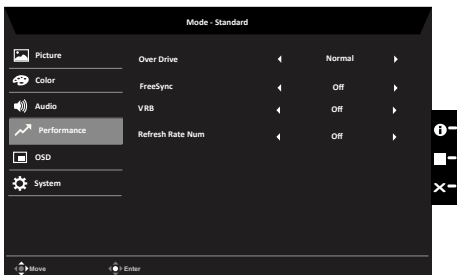 Mode - Standard
Picture
Color
Audio
Performance
OSD
System
Over Drive Normal
FreeSync Off
VRB Off
Refresh Rate Num Off
Move Enter